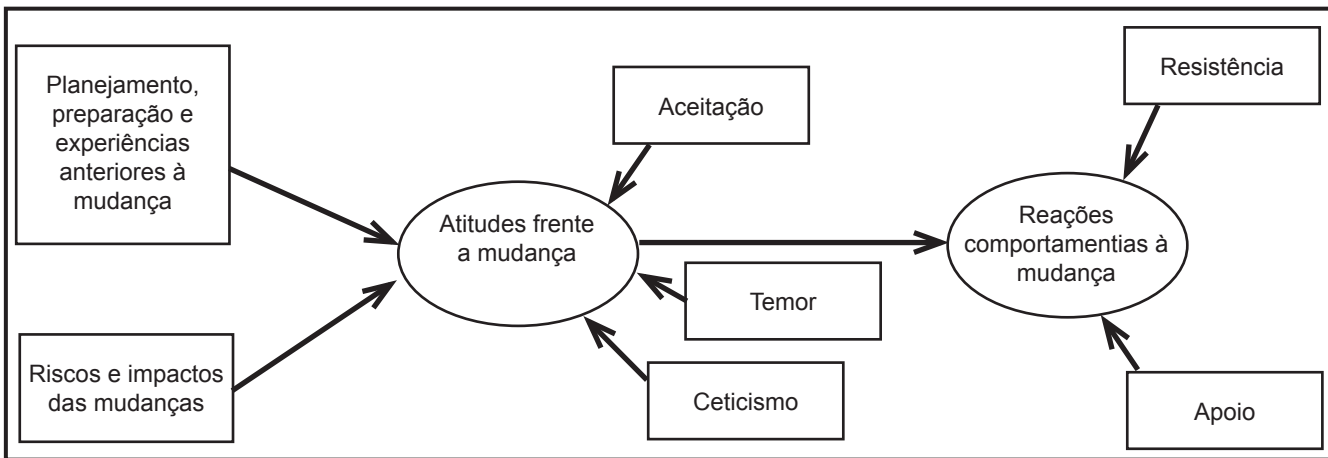 Planejamento,
preparação e
experiências
anteriores à
mudança
Riscos e impactos
das mudanças
Aceitação
Atitudes frente
a mudança
Temor
Ceticismo
Resistência
Reações
comportamentias à
mudança
Apoio